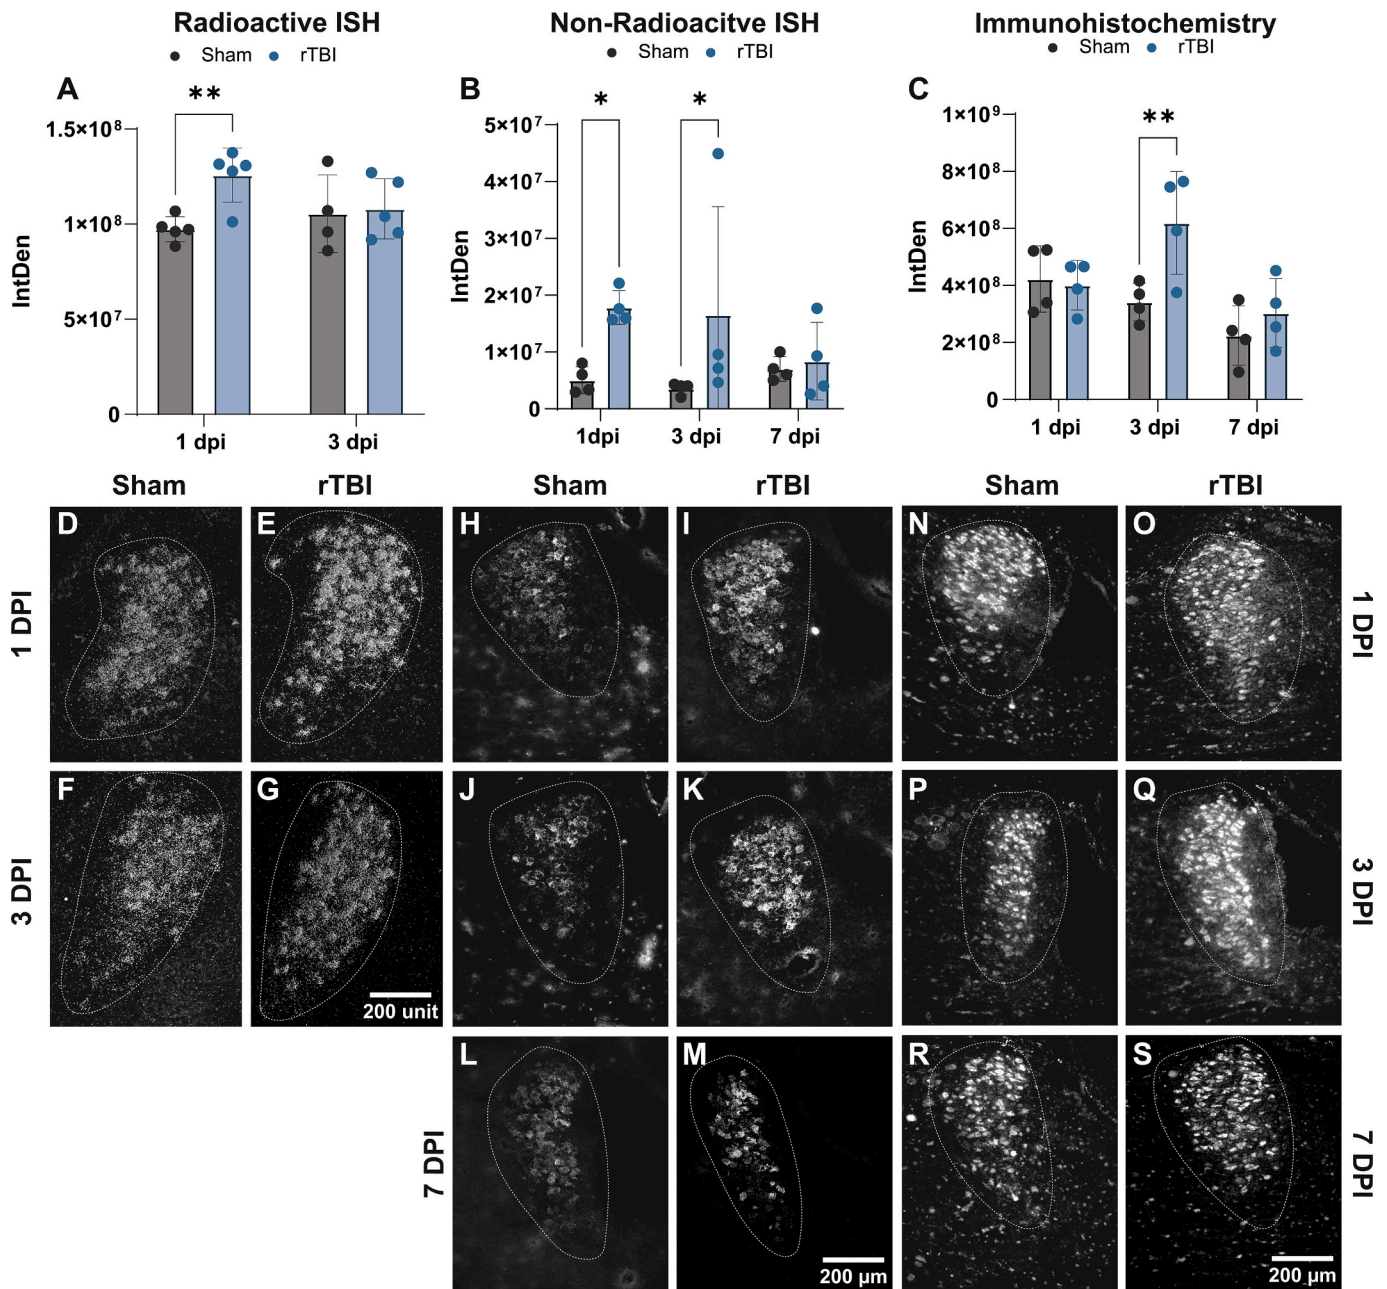 Radioactive ISH
Sham rTBI
Non-Radioacitve ISH
Sham rTBI
Immunohistochemistry
Sham rTBI
A
**
1.5×10⁸
1×10⁸
5×10⁷
0
IntDen
1 dpi 3 dpi
B
* *
5×10⁷
4×10⁷
3×10⁷
2×10⁷
1×10⁷
0
IntDen
1dpi 3 dpi 7 dpi
C
**
1×10⁹
8×10⁸
6×10⁸
4×10⁸
2×10⁸
0
IntDen
1 dpi 3 dpi 7 dpi
Sham rTBI Sham rTBI Sham rTBI
1 DPI
D E H I N O
1 DPI
3 DPI
F G J K P Q
3 DPI
200 unit
7 DPI
L M R S
7 DPI
200 µm
200 µm